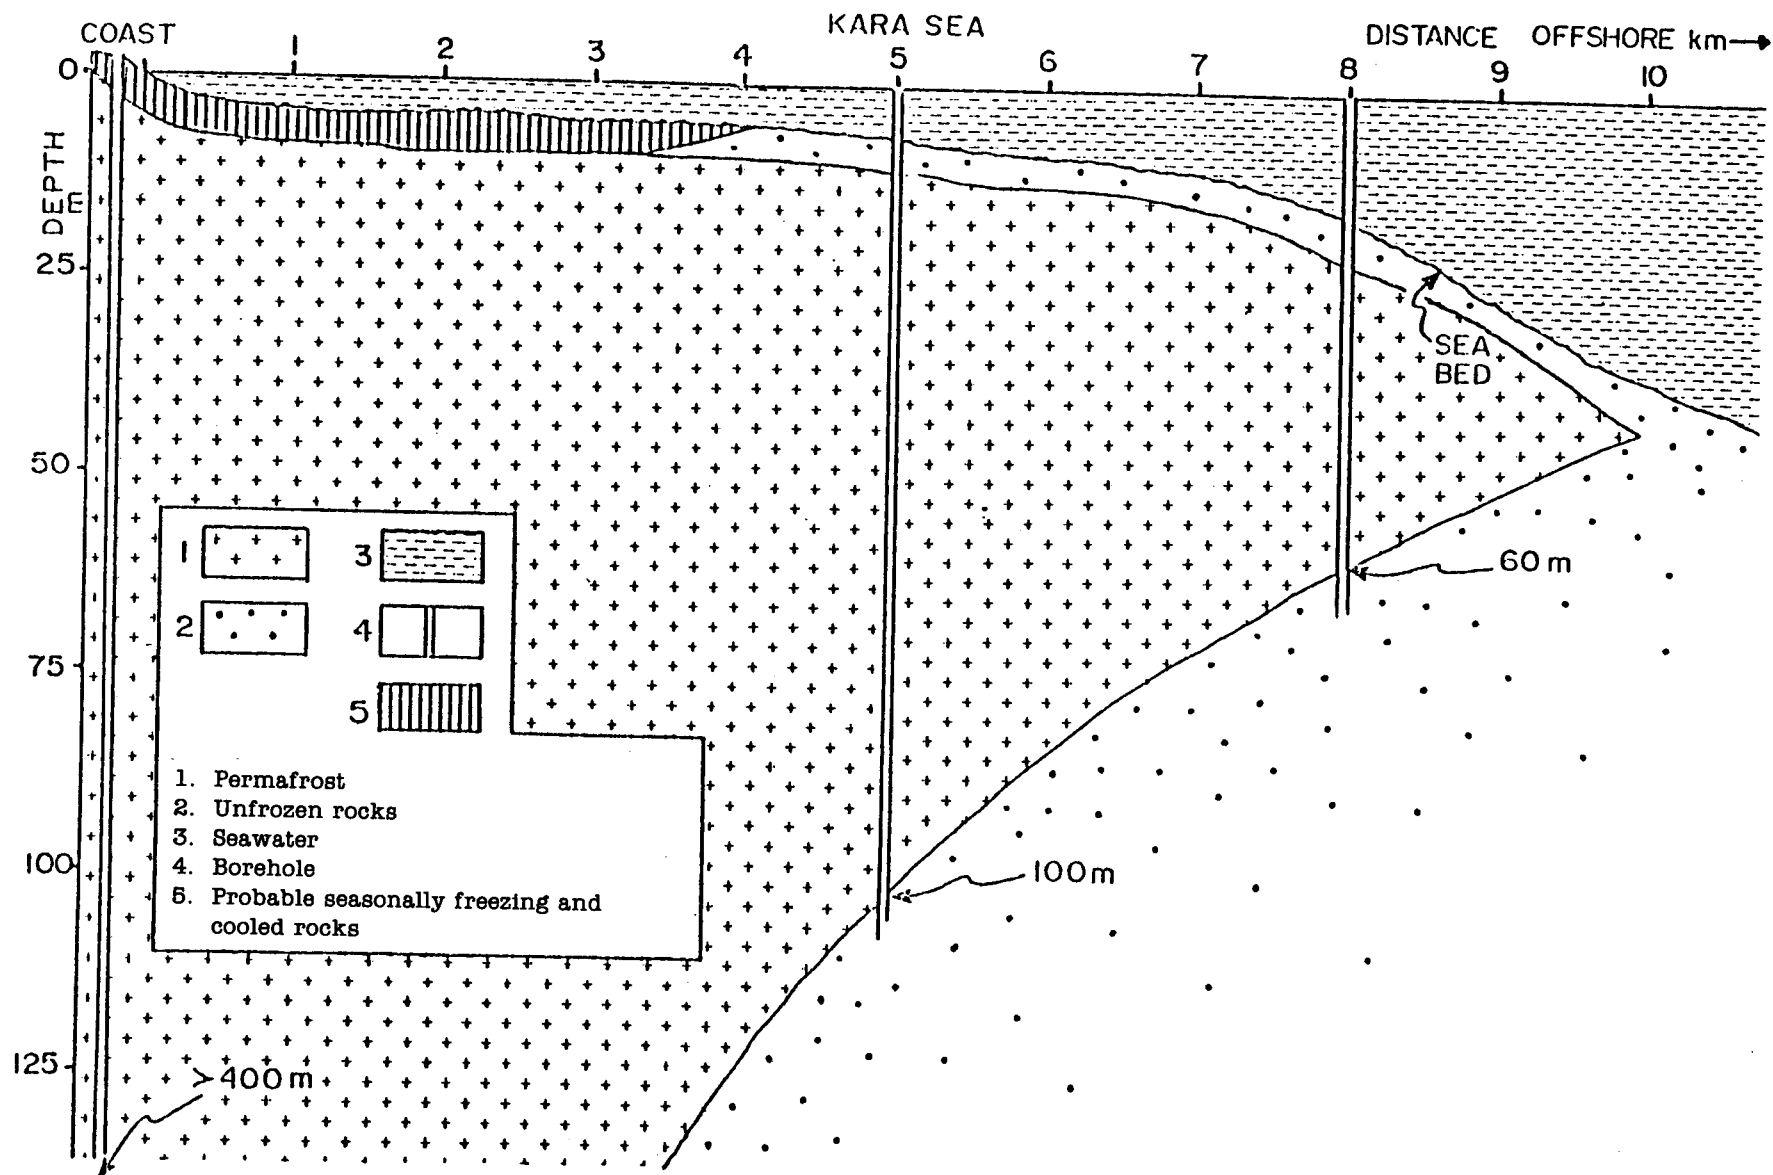 KARA SEA
COAST
DISTANCE OFFSHORE km
1 2 3 4 5 6 7 8 9 10
DEPTH
0
25
50
75
100
125
SEA
BED
60 m
100 m
>400 m
1
3
2
4
5
1. Permafrost
2. Unfrozen rocks
3. Seawater
4. Borehole
5. Probable seasonally freezing and
cooled rocks